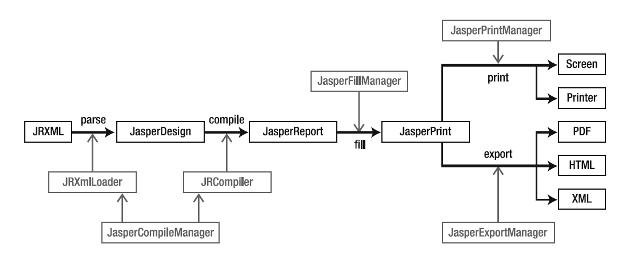 JasperPrintManager
Screen
print
JasperFillManager
Printer
parse
compile
JRXML
JasperDesign
JasperReport
fill
JasperPrint
PDF
export
HTML
JRXmlLoader
JRCompiler
XML
JasperCompileManager
JasperExportManager